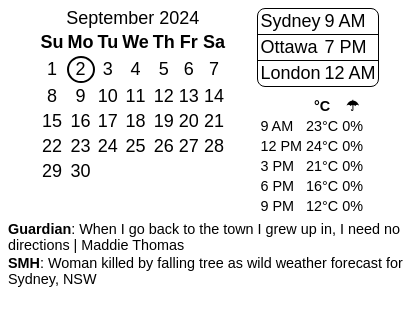 September 2024
Su Mo Tu We Th Fr Sa
1 2 3 4 5 6 7
8 9 10 11 12 13 14
15 16 17 18 19 20 21
22 23 24 25 26 27 28
29 30
Sydney 9 AM
Ottawa 7 PM
London 12 AM
°C ☂
9 AM 23°C 0%
12 PM 24°C 0%
3 PM 21°C 0%
6 PM 16°C 0%
9 PM 12°C 0%
Guardian: When I go back to the town I grew up in, I need no
directions | Maddie Thomas
SMH: Woman killed by falling tree as wild weather forecast for
Sydney, NSW